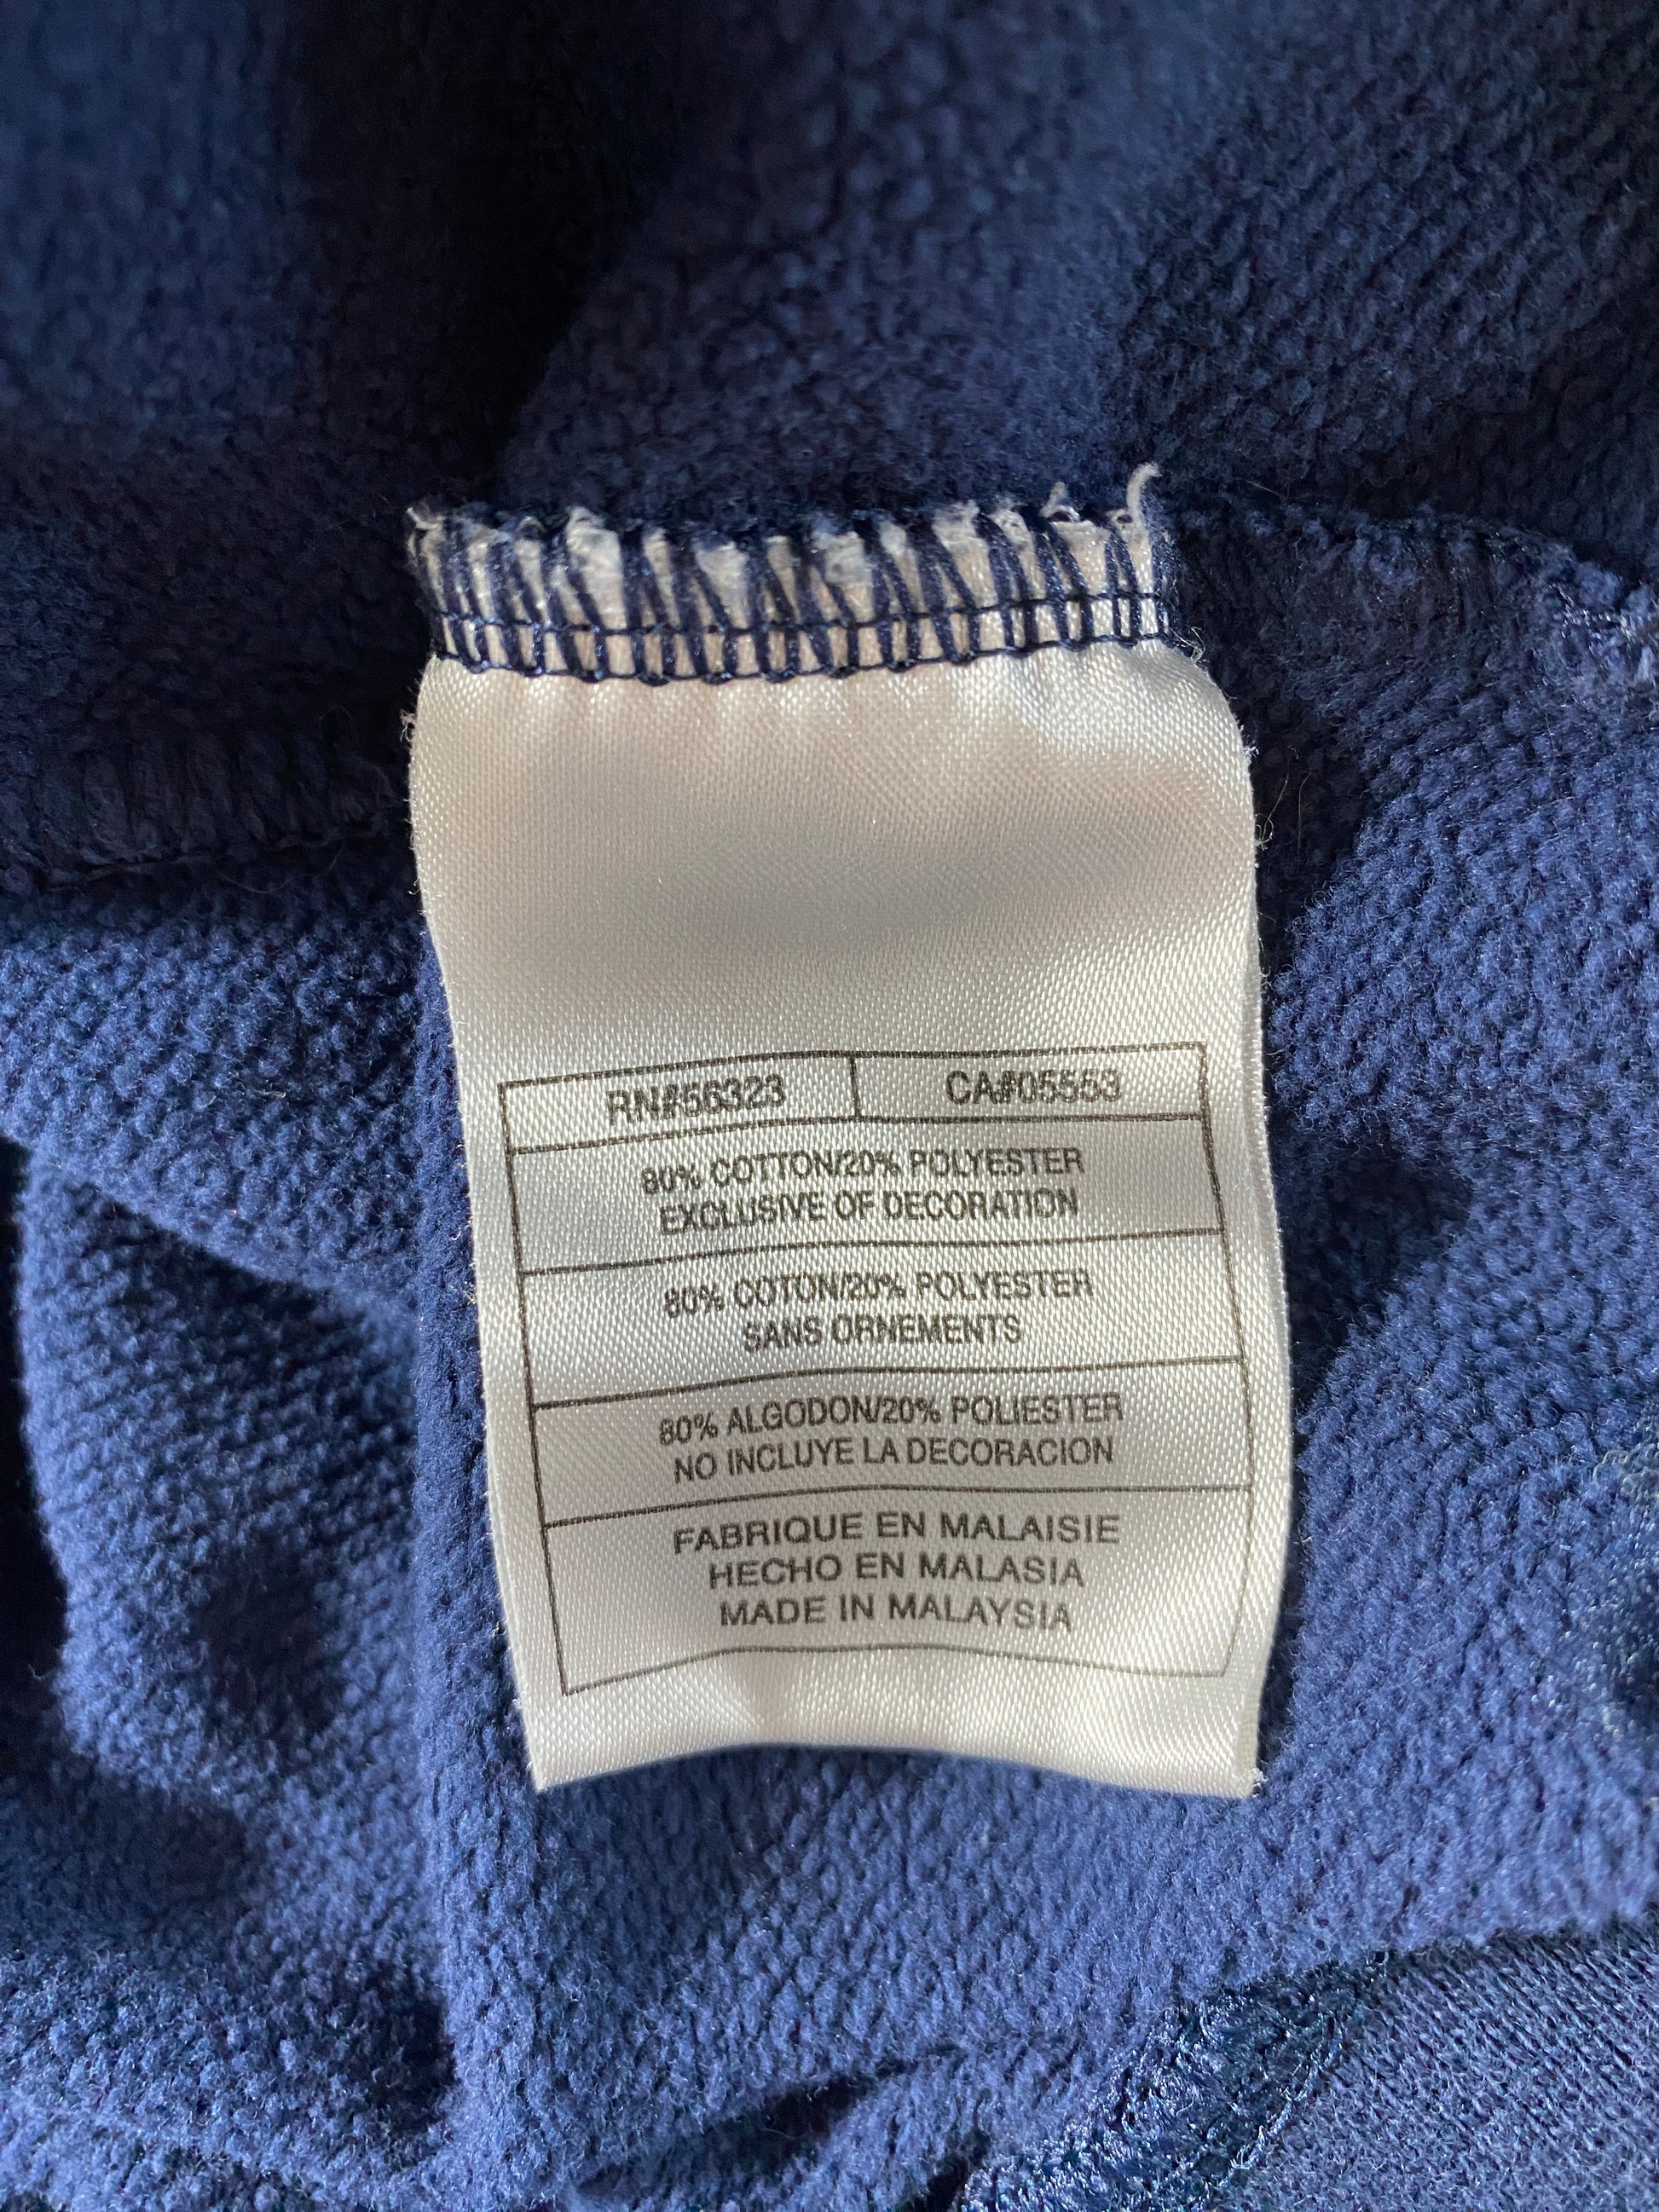 RN#56323 CA#05553
80% COTTON/20% POLYESTER
EXCLUSIVE OF DECORATION
80% COTON/20% POLYESTER
SANS ORNEMENTS
80% ALGODON/20% POLIESTER
NO INCLUYE LA DECORACION
FABRIQUE EN MALAISIE
HECHO EN MALASIA
MADE IN MALAYSIA